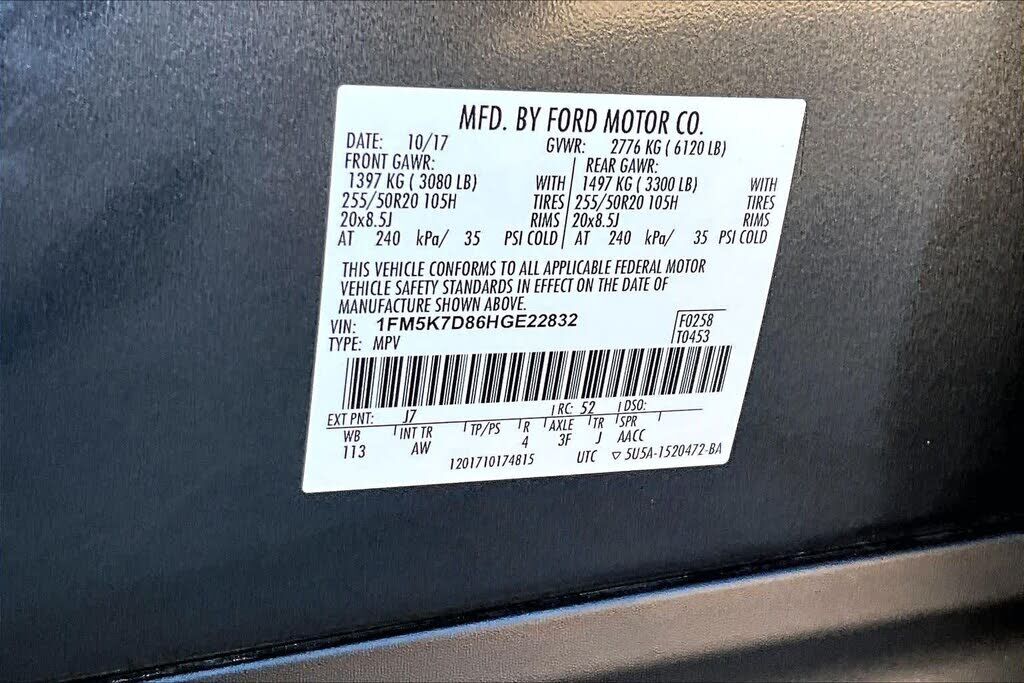 MFD. BY FORD MOTOR CO.
DATE: 10/17 GVWR: 2776 KG ( 6120 LB)
FRONT GAWR: REAR GAWR:
1397 KG ( 3080 LB) WITH 1497 KG ( 3300 LB) WITH
255/50R20 105H TIRES 255/50R20 105H TIRES
20x8.5J RIMS 20x8.5J RIMS
AT 240 kPa/ 35 PSI COLD AT 240 kPa/ 35 PSI COLD
THIS VEHICLE CONFORMS TO ALL APPLICABLE FEDERAL MOTOR
VEHICLE SAFETY STANDARDS IN EFFECT ON THE DATE OF
MANUFACTURE SHOWN ABOVE.
VIN: 1FM5K7D86HGE22832 F0258
TYPE: MPV T0453
EXT PNT: J7 RC: 52 DSO:
WB INT TR TP/PS R AXLE TR SPR
113 AW 4 3F J AACC
1201710174815 UTC ▽ 5U5A-1520472-BA